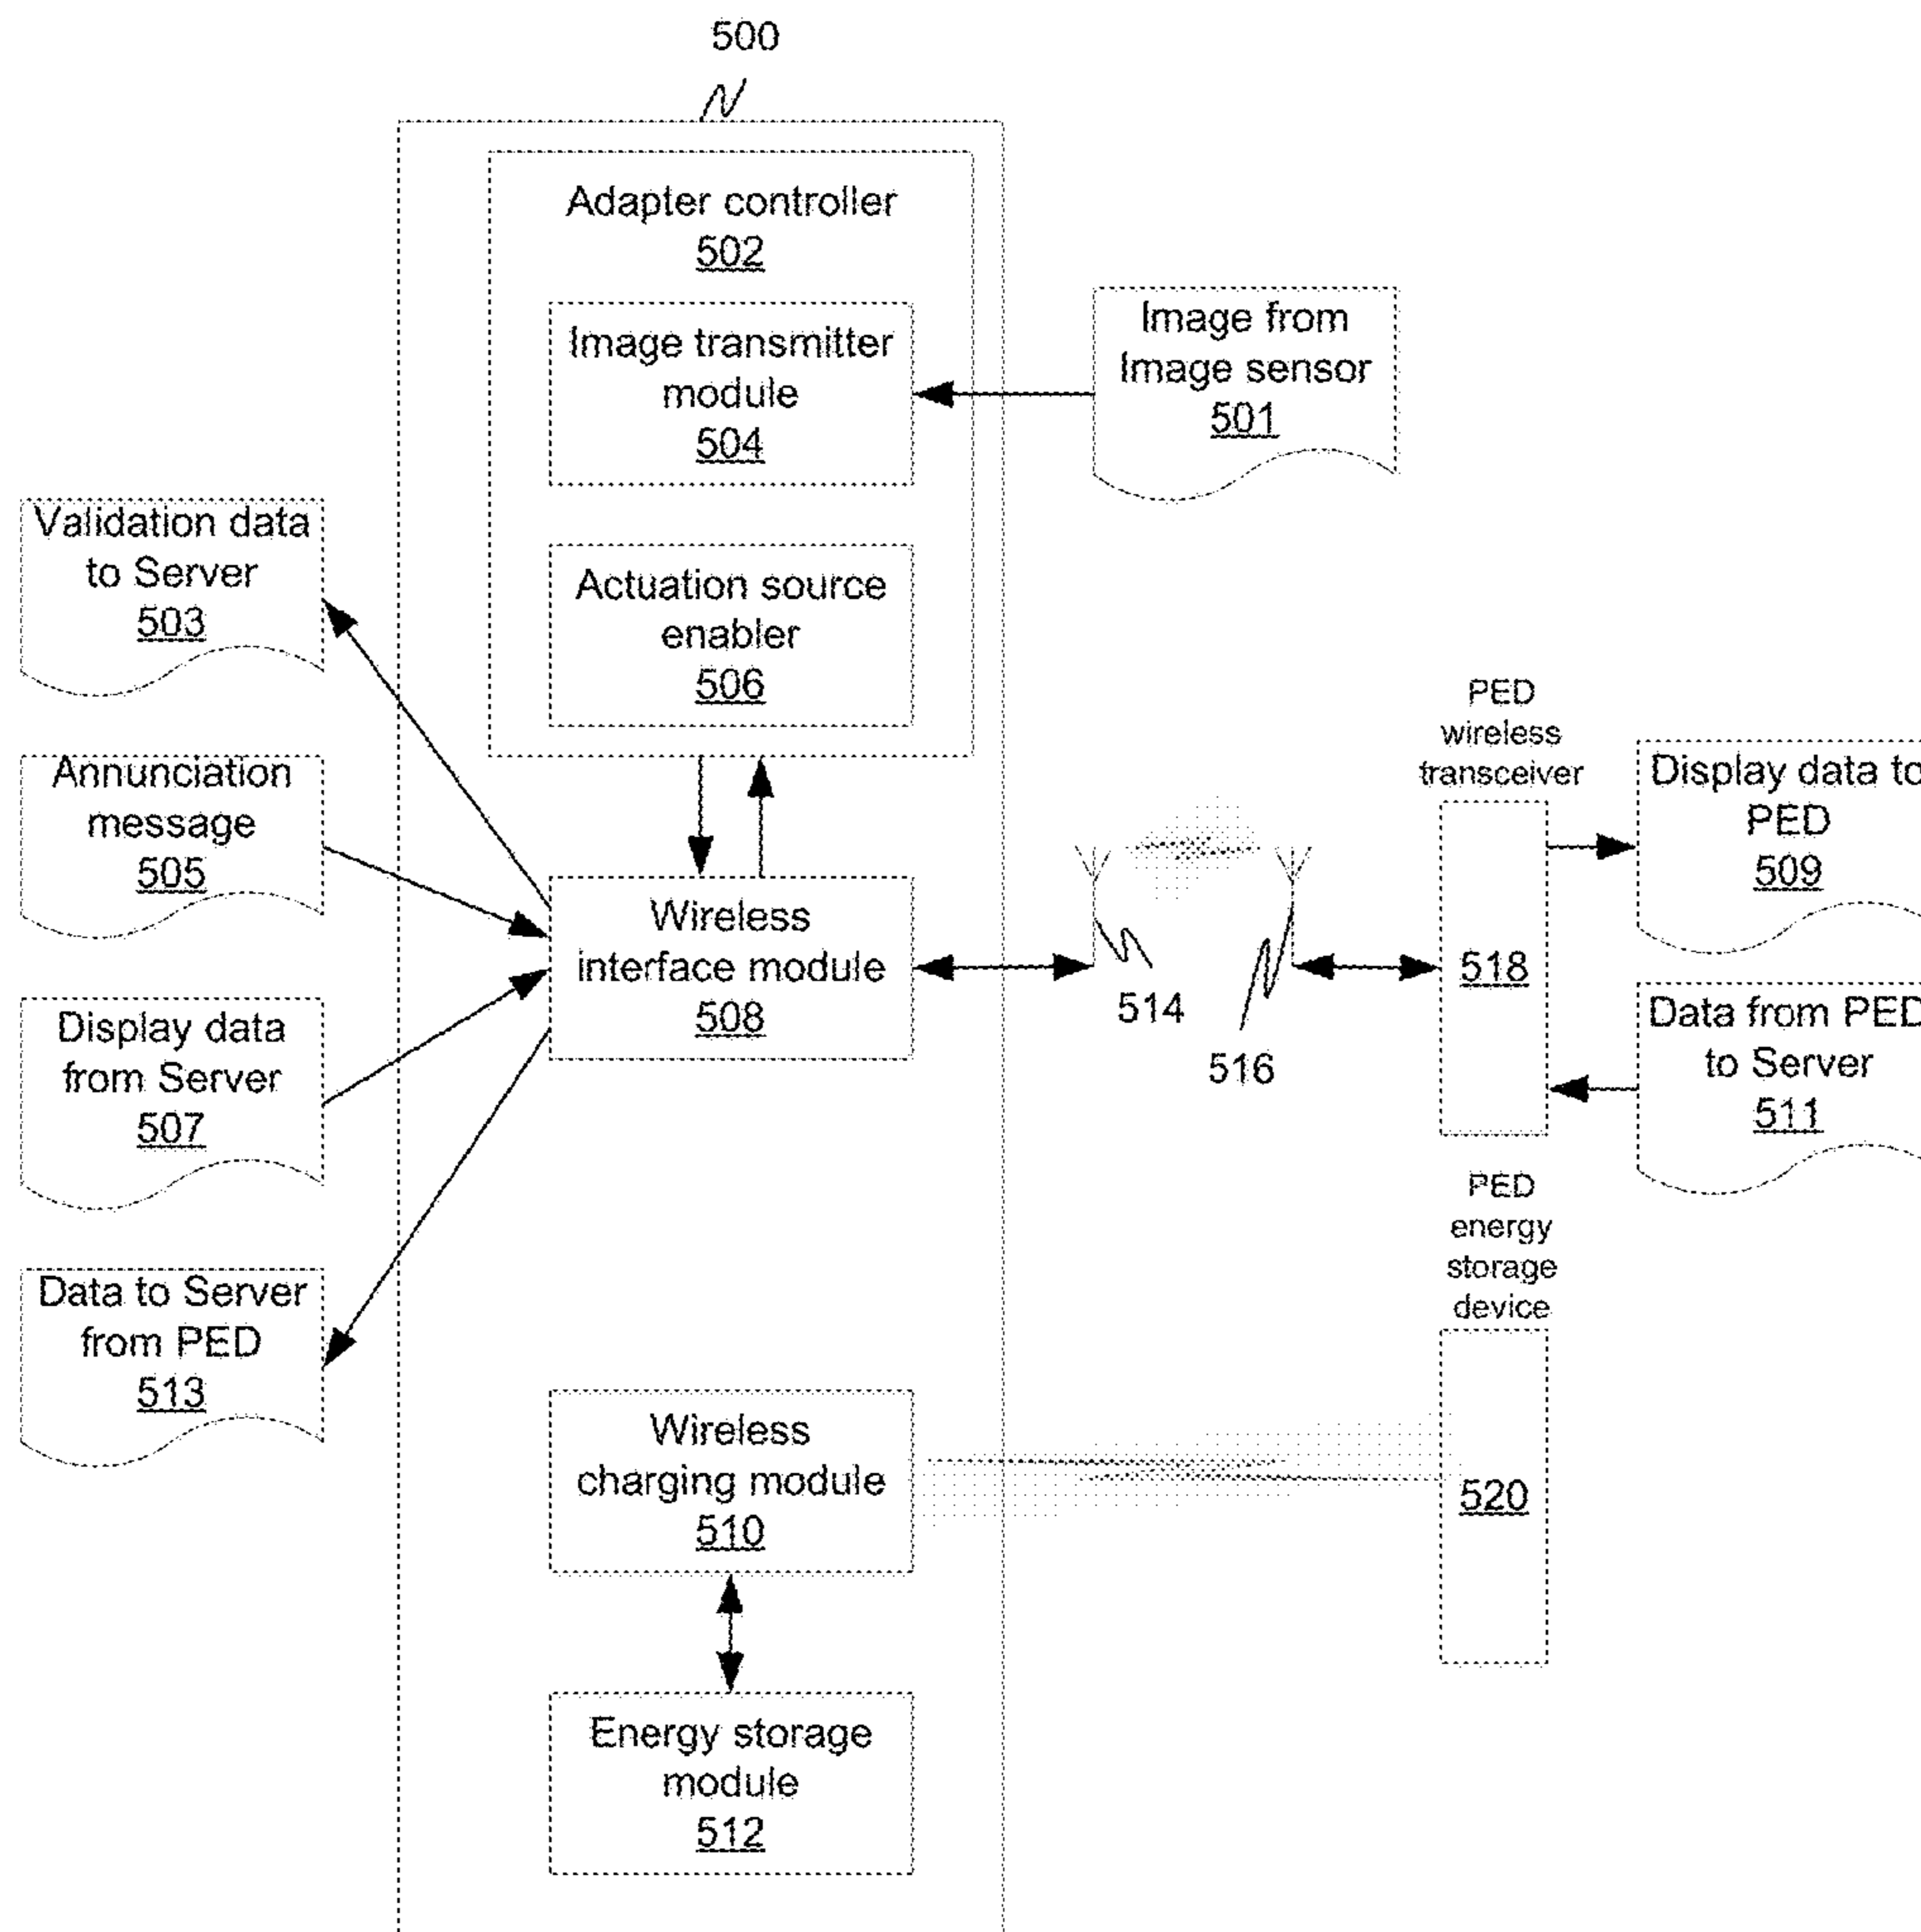 500
Adapter controller
502
Image transmitter
module
504
Image from
Image sensor
501
Actuation source
enabler
506
Validation data
to Server
503
Annunciation
message
505
Display data
from Server
507
Data to Server
from PED
513
Wireless
interface module
508
514
516
PED
wireless
transceiver
518
Display data to
PED
509
Data from PED
to Server
511
PED
energy
storage
device
520
Wireless
charging module
510
Energy storage
module
512